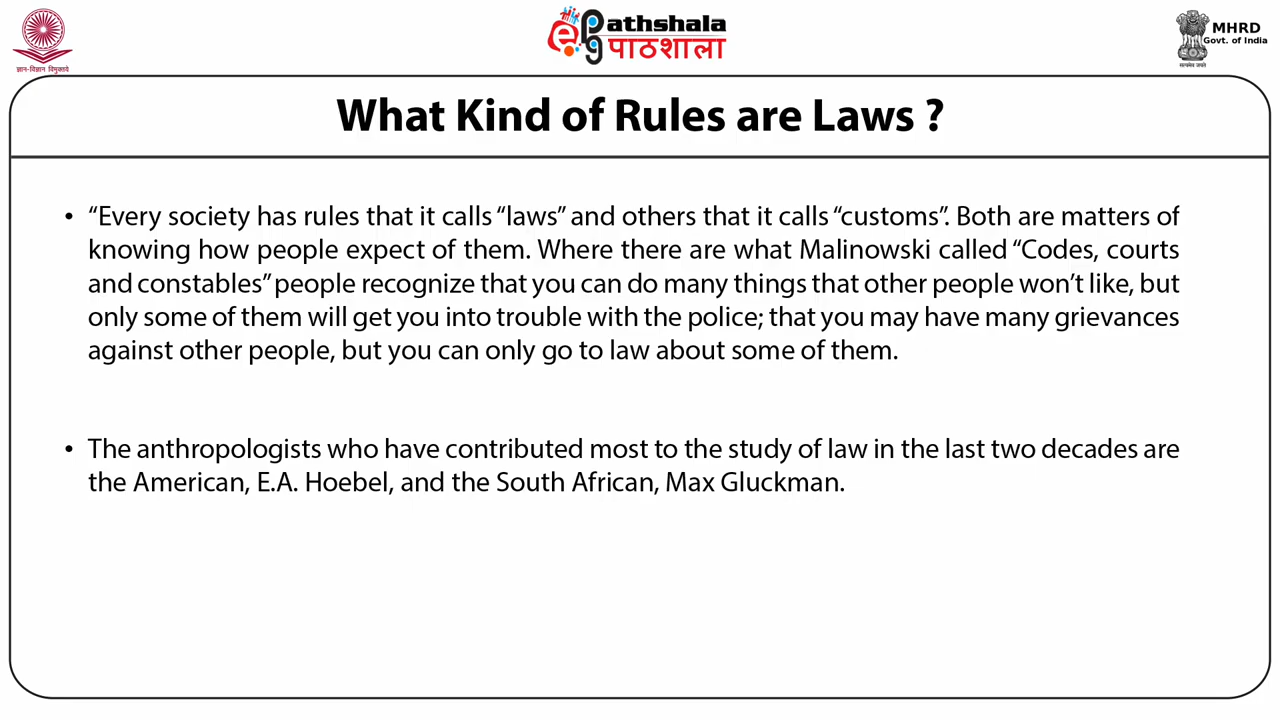 ज्ञान-विज्ञान विमुक्तये
e pg athshala
पाठशाला
MHRD
Govt. of India
सत्यमेव जयते
What Kind of Rules are Laws ?
• “Every society has rules that it calls “laws” and others that it calls “customs”. Both are matters of
knowing how people expect of them. Where there are what Malinowski called “Codes, courts
and constables” people recognize that you can do many things that other people won’t like, but
only some of them will get you into trouble with the police; that you may have many grievances
against other people, but you can only go to law about some of them.
• The anthropologists who have contributed most to the study of law in the last two decades are
the American, E.A. Hoebel, and the South African, Max Gluckman.